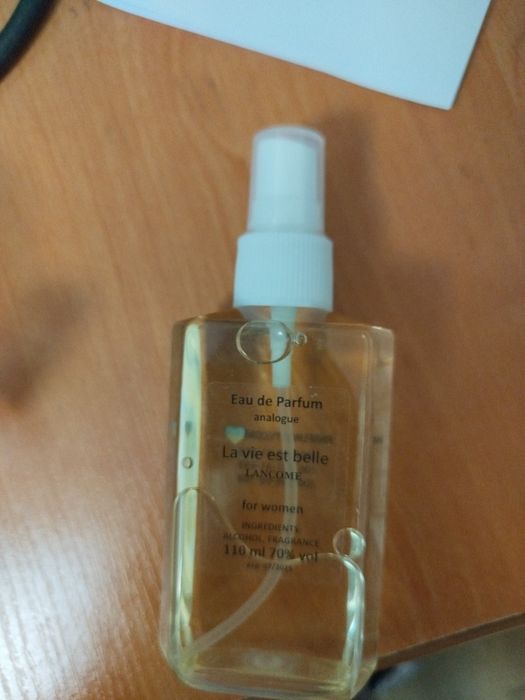 Eau de Parfum
analogue
La vie est belle
LANCOME
for women
INGREDIENTS
ALCOHOL, FRAGRANCE
110 ml 70% vol